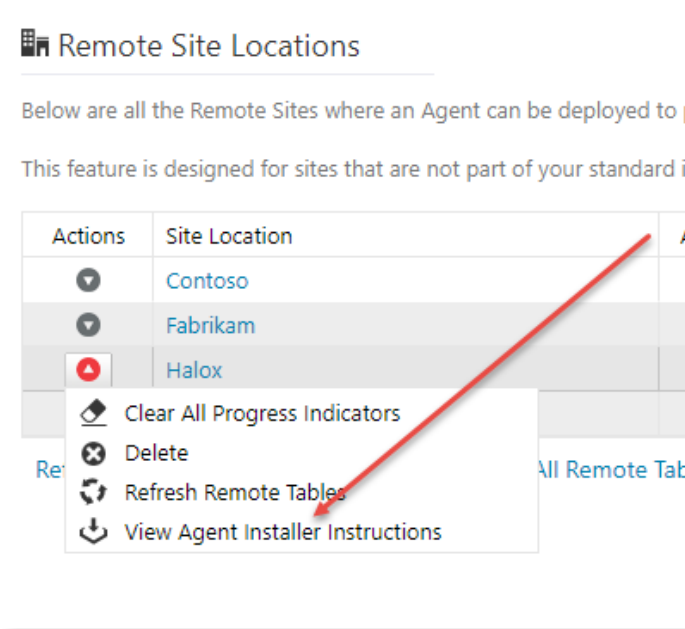 Remote Site Locations
Below are all the Remote Sites where an Agent can be deployed to
This feature is designed for sites that are not part of your standard
Actions Site Location
Contoso
Fabrikam
Halox
Clear All Progress Indicators
Delete
All Remote
Refresh Remote Tables
View Agent Installer Instructions